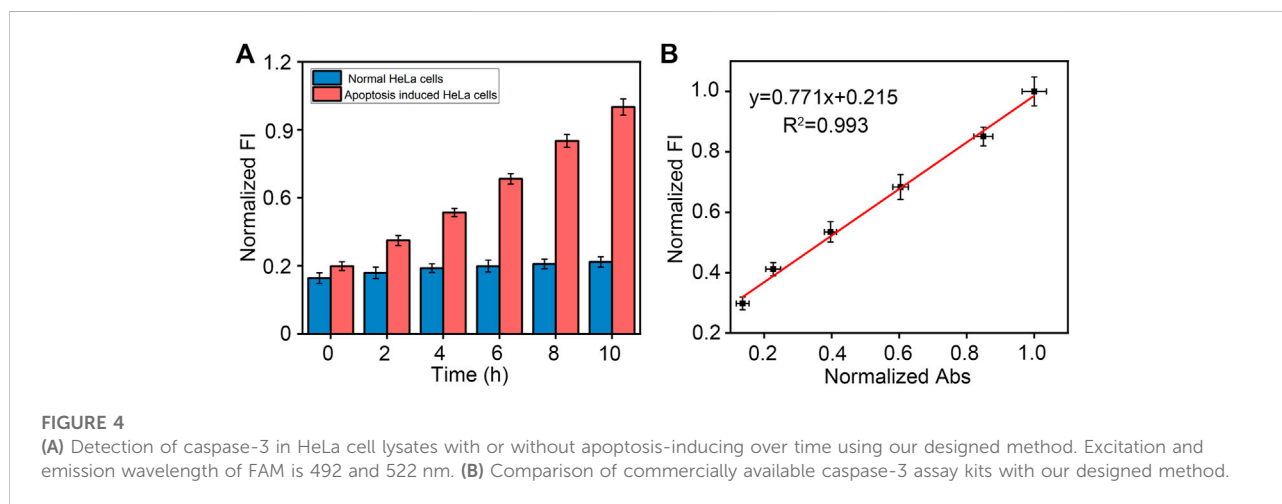 A
Normalized FI
1.2
0.9
0.6
0.2
0
Normal HeLa cells
Apoptosis induced HeLa cells
0 2 4 6 8 10
Time (h)
B
Normalized FI
1.0
0.8
0.6
0.4
0.2
y=0.771x+0.215
R²=0.993
0.2 0.4 0.6 0.8 1.0
Normalized Abs
FIGURE 4
(A) Detection of caspase-3 in HeLa cell lysates with or without apoptosis-inducing over time using our designed method. Excitation and
emission wavelength of FAM is 492 and 522 nm. (B) Comparison of commercially available caspase-3 assay kits with our designed method.